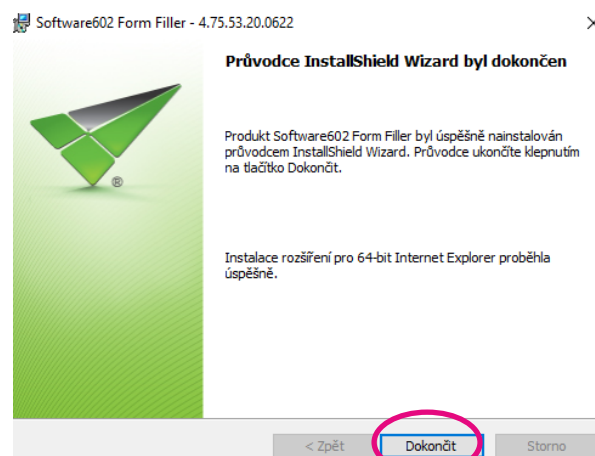 Software602 Form Filler - 4.75.53.20.0622
Průvodce InstallShield Wizard byl dokončen
Produkt Software602 Form Filler byl úspěšně nainstalován
průvodcem InstallShield Wizard. Průvodce ukončíte klepnutím
na tlačítko Dokončit.
®
Instalace rozšíření pro 64-bit Internet Explorer proběhla
úspěšně.
< Zpět Dokončit Storno